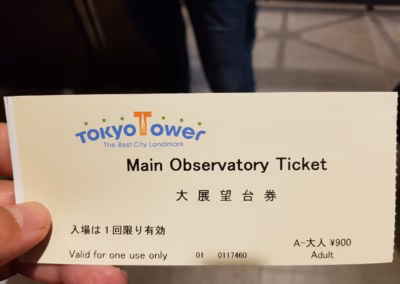 TOKYO TOWER
The Best City Landmark
Main Observatory Ticket
大展望台券
入場は1回限り有効
A-大人 ¥900
Valid for one use only 01 0117460 Adult